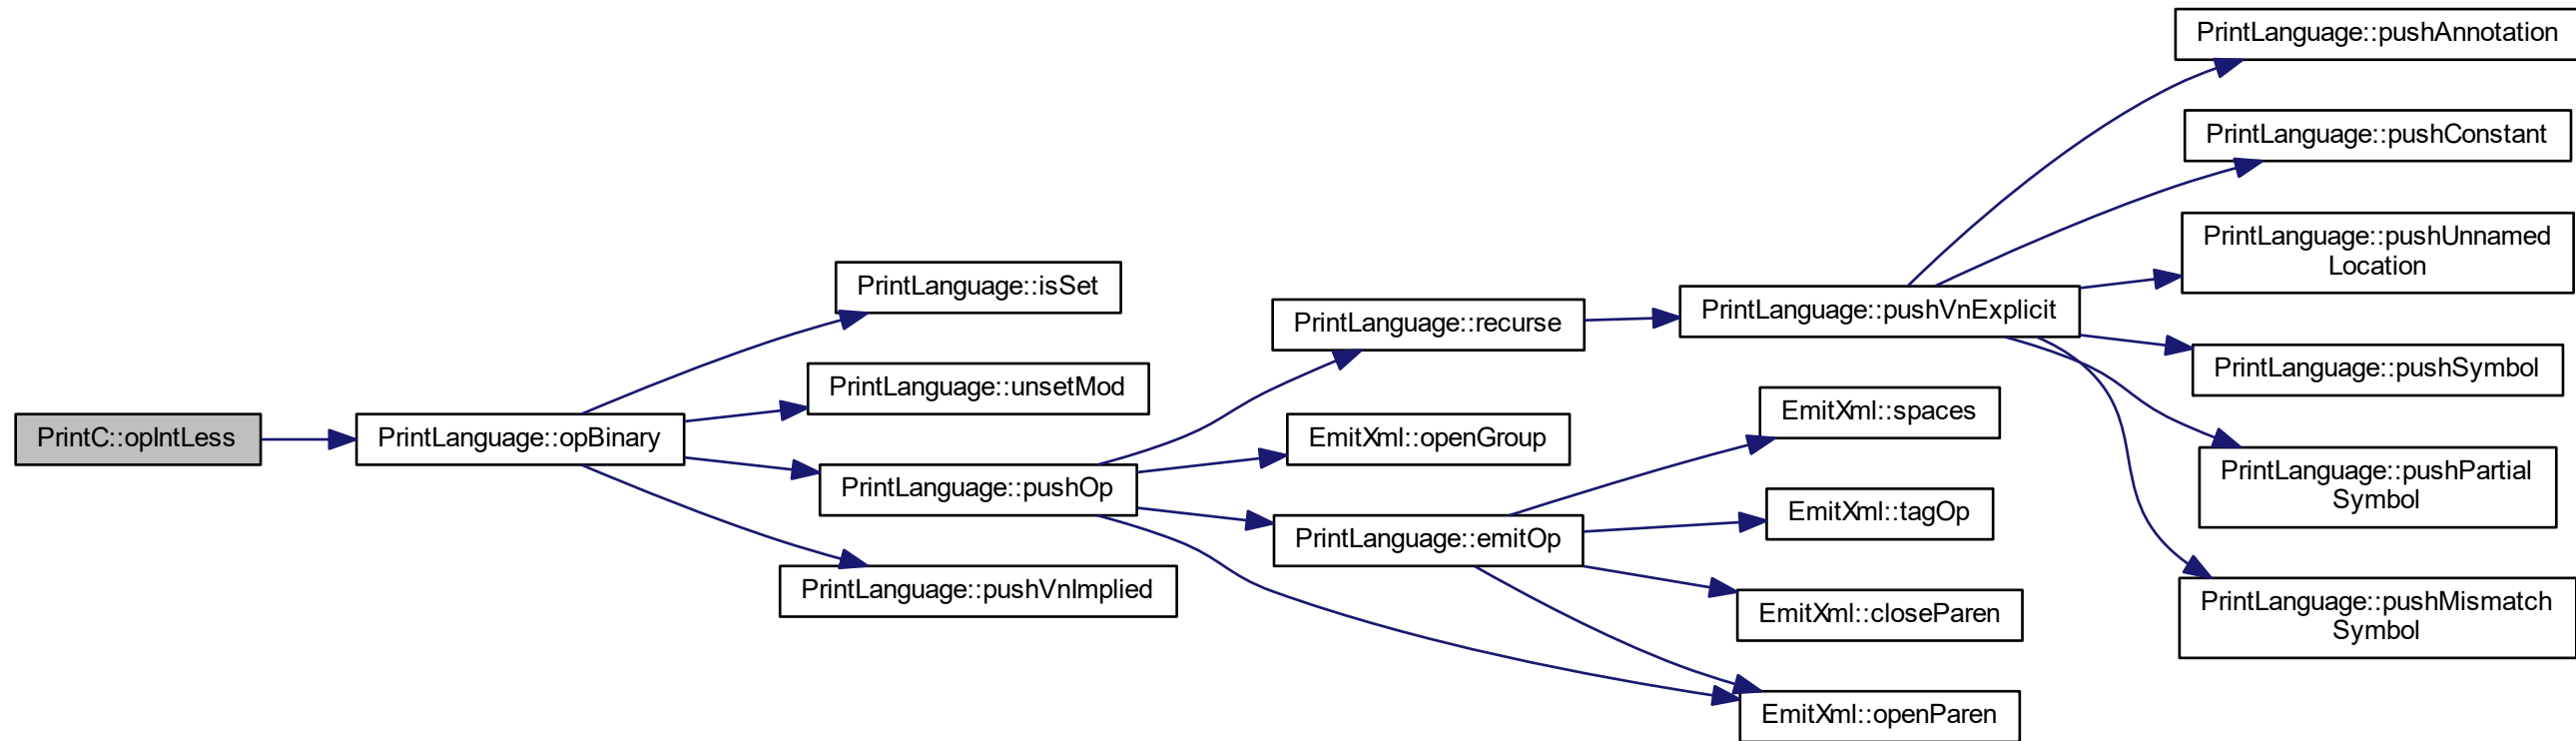 PrintLanguage::pushAnnotation
PrintLanguage::pushConstant
PrintLanguage::pushUnnamed
Location
PrintLanguage::isSet
PrintLanguage::recurse
PrintLanguage::pushVnExplicit
PrintLanguage::pushSymbol
PrintLanguage::unsetMod
EmitXml::spaces
PrintC::opIntLess
PrintLanguage::opBinary
EmitXml::openGroup
PrintLanguage::pushPartial
Symbol
PrintLanguage::pushOp
EmitXml::tagOp
PrintLanguage::emitOp
PrintLanguage::pushVnImplied
EmitXml::closeParen
PrintLanguage::pushMismatch
Symbol
EmitXml::openParen